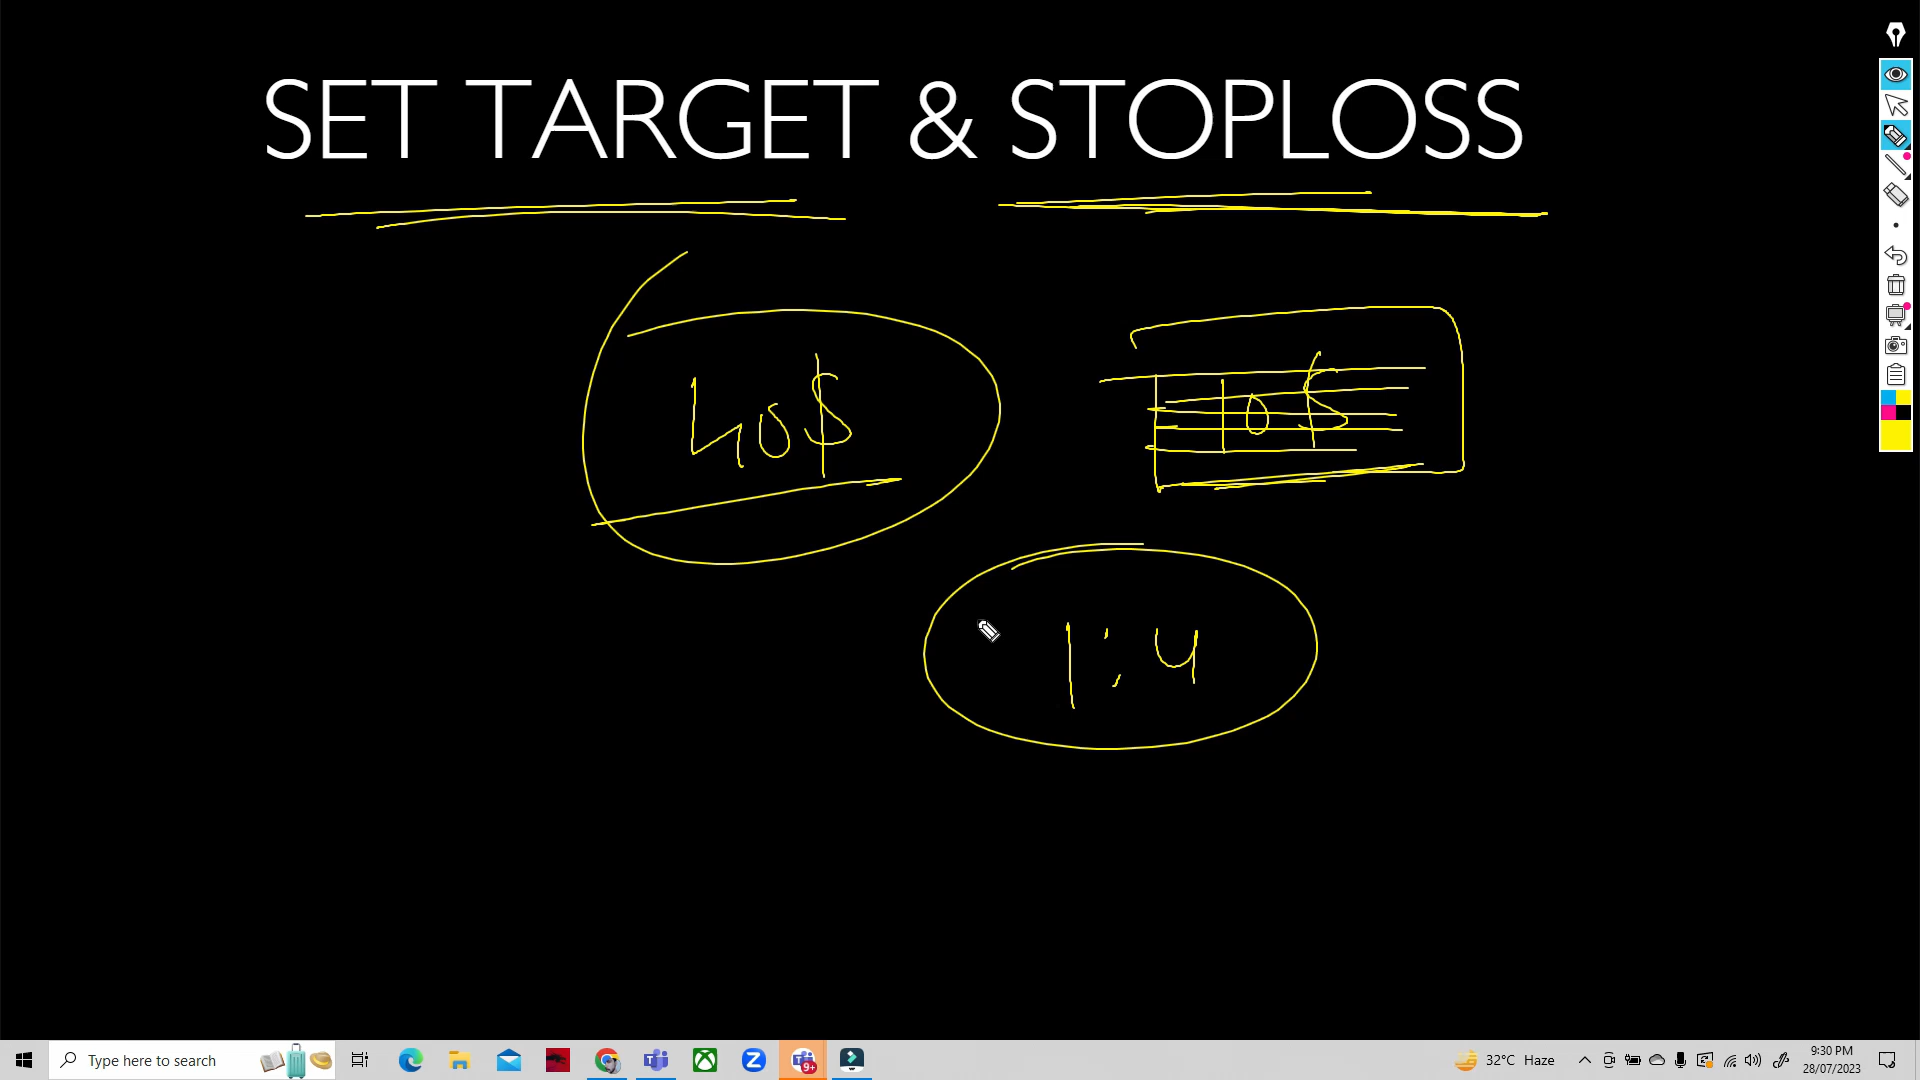 SET TARGET & STOPLOSS
40$
10$
1:4
9+
Type here to search
32°C Haze
9:30 PM
28/07/2023